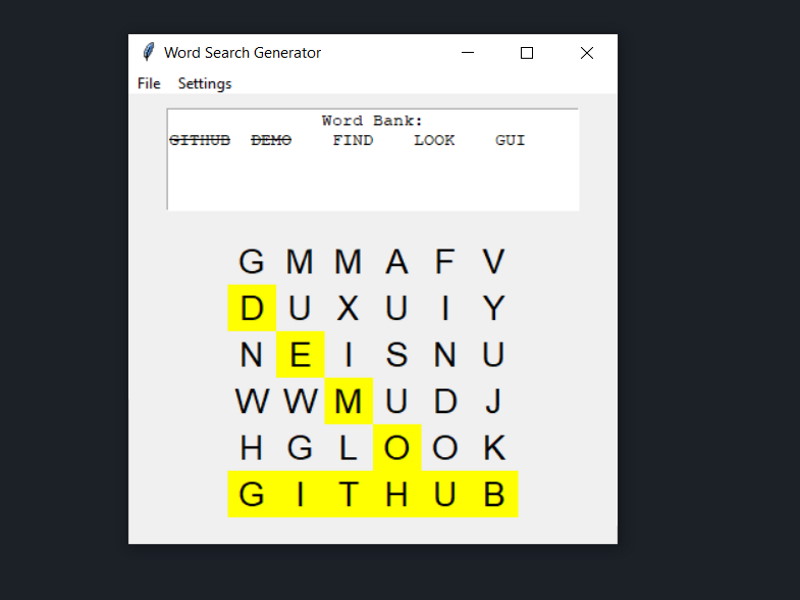 Word Search Generator
File Settings
Word Bank:
GITHUB DEMO FIND LOOK GUI
G M M A F V
D U X U I Y
N E I S N U
W W M U D J
H G L O O K
G I T H U B